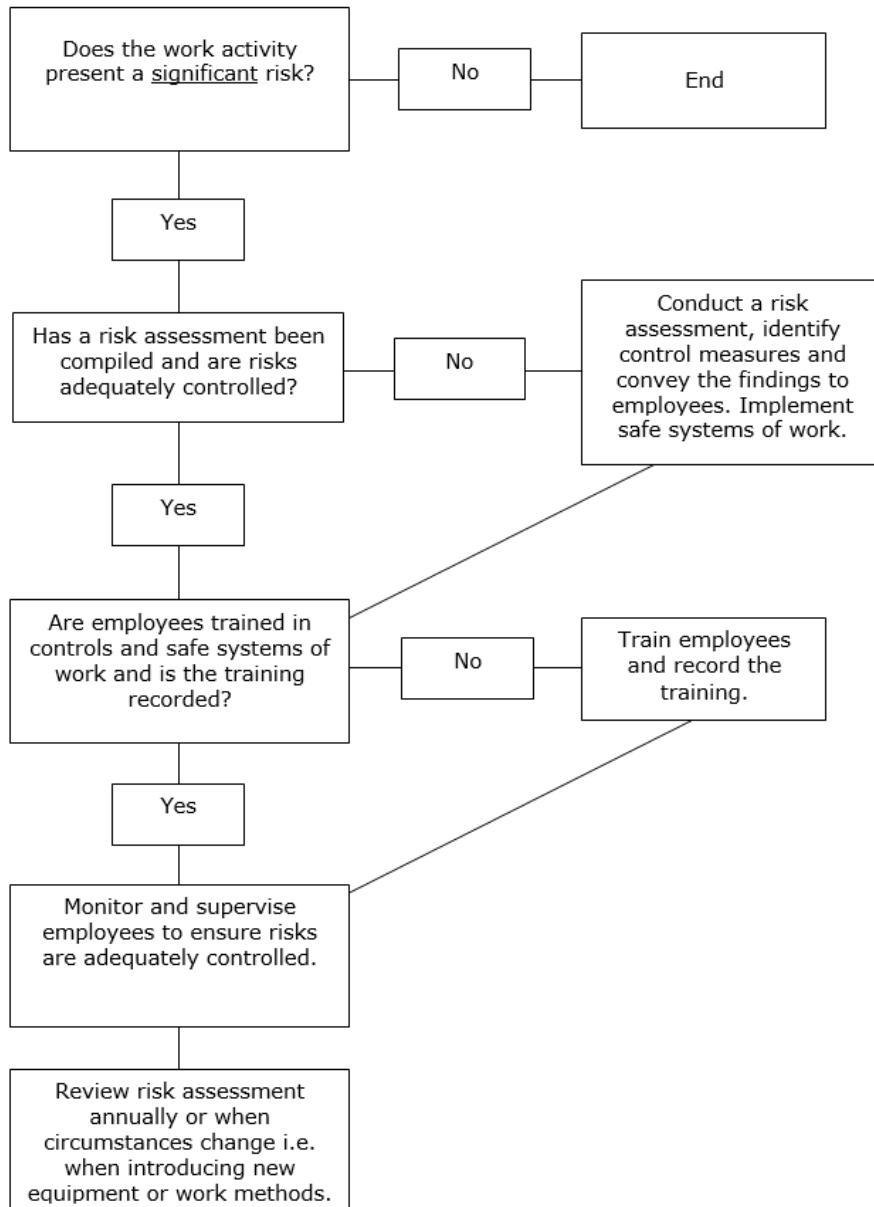 Does the work activity
present a significant risk?
No
End
Yes
Has a risk assessment been
compiled and are risks
adequately controlled?
No
Conduct a risk
assessment, identify
control measures and
convey the findings to
employees. Implement
safe systems of work.
Yes
Are employees trained in
controls and safe systems of
work and is the training
recorded?
No
Train employees
and record the
training.
Yes
Monitor and supervise
employees to ensure risks
are adequately controlled.
Review risk assessment
annually or when
circumstances change i.e.
when introducing new
equipment or work methods.